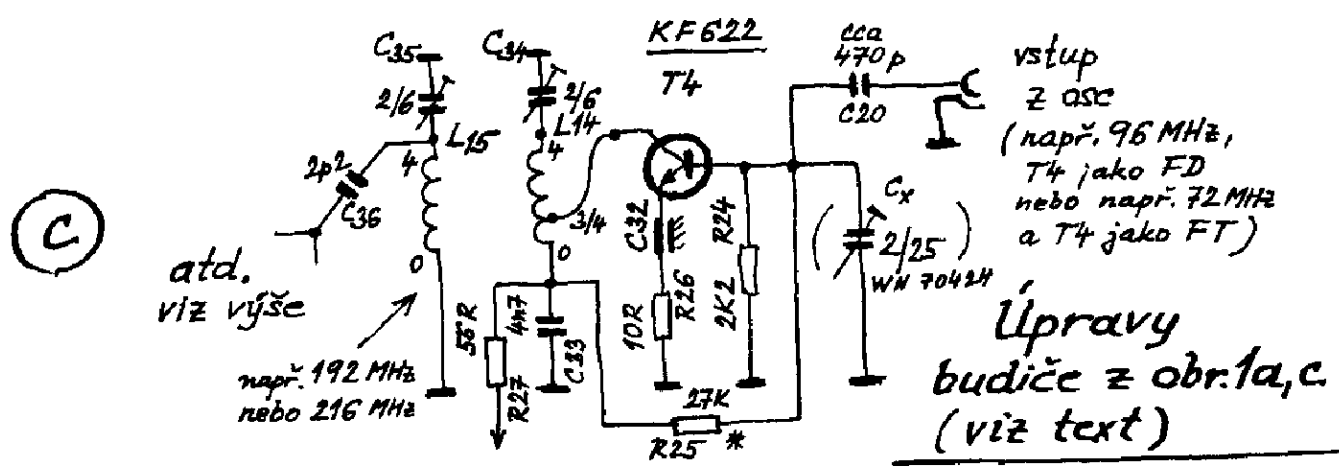 C
C35
2/6
L15
4
2p2
C36
0
atd.
viz výše
např. 192 MHz
nebo 216 MHz
C34
2/6
L14
4
3/4
0
56R
R27
4n7
C33
KF622
T4
C32
10R
R26
R24
2K2
27K
R25 *
cca
470p
C20
Cx
( 2/25 )
WN 70424
vstup
z osc
(např. 96 MHz,
T4 jako FD
nebo např. 72 MHz
a T4 jako FT)
Úpravy
budiče z obr.1a,c.
(viz text)